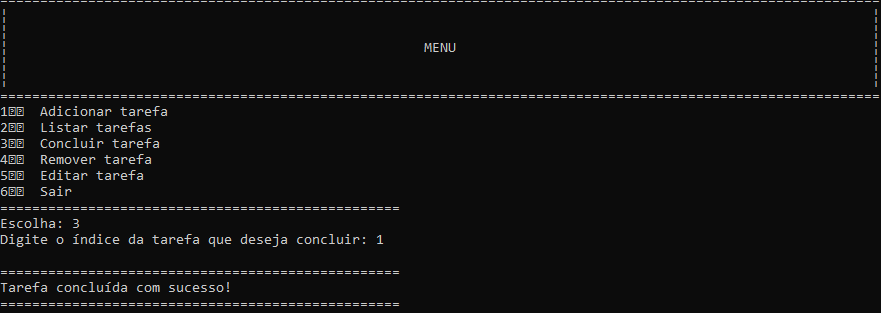 ==============================================================================================================
¦ ¦
¦ ¦
¦ MENU ¦
¦ ¦
¦ ¦
==============================================================================================================
1⍰⍰ Adicionar tarefa
2⍰⍰ Listar tarefas
3⍰⍰ Concluir tarefa
4⍰⍰ Remover tarefa
5⍰⍰ Editar tarefa
6⍰⍰ Sair
==================================================
Escolha: 3
Digite o índice da tarefa que deseja concluir: 1

==================================================
Tarefa concluída com sucesso!
==================================================